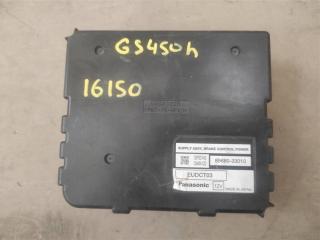 GS450h
16150
SUPPLY ASSY, BRAKE CONTROL POWER
89680-33010
EUDCT03
Panasonic 12V MADE IN JAPAN